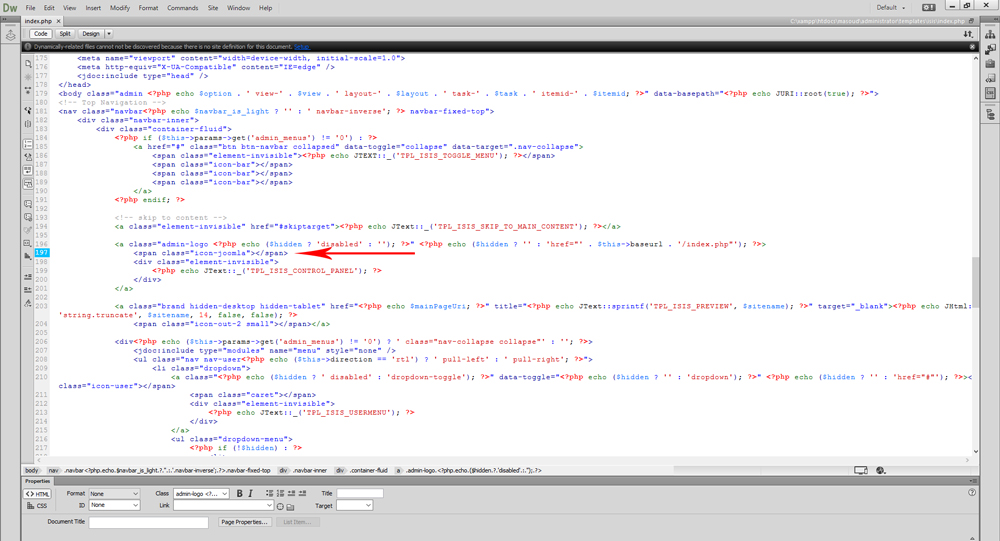 Dw File Edit View Insert Modify Format Commands Site Window Help Default
index.php ×
Code Split Design
Dynamically-related files cannot be discovered because there is no site definition for this document. Setup
175 <meta name="viewport" content="width=device-width, initial-scale=1.0">
176 <meta http-equiv="X-UA-Compatible" content="IE=edge" />
177 <jdoc:include type="head" />
178 </head>
179 <body class="admin <?php echo $option . ' view-' . $view . ' layout-' . $layout . ' task-' . $task . ' itemid-' . $itemid; ?>" data-basepath="<?php echo JURI::root(true); ?>">
180 <!-- Top Navigation -->
181 <nav class="navbar<?php echo $navbar_is_light ? '' : ' navbar-inverse'; ?> navbar-fixed-top">
182 <div class="navbar-inner">
183 <div class="container-fluid">
184 <?php if ($this->params->get('admin_menus') != '0') : ?>
185 <a href="#" class="btn btn-navbar collapsed" data-toggle="collapse" data-target=".nav-collapse">
186 <span class="element-invisible"><?php echo JTEXT::_('TPL_ISIS_TOGGLE_MENU'); ?></span>
187 <span class="icon-bar"></span>
188 <span class="icon-bar"></span>
189 <span class="icon-bar"></span>
190 </a>
191 <?php endif; ?>
192
193 <!-- skip to content -->
194 <a class="element-invisible" href="#skiptarget"><?php echo JText::_('TPL_ISIS_SKIP_TO_MAIN_CONTENT'); ?></a>
195
196 <a class="admin-logo <?php echo ($hidden ? 'disabled' : ''); ?>" <?php echo ($hidden ? '' : 'href="' . $this->baseurl . '/index.php"'); ?>>
197 <span class="icon-joomla"></span>
198 <div class="element-invisible">
199 <?php echo JText::_('TPL_ISIS_CONTROL_PANEL'); ?>
200 </div>
201 </a>
202
203 <a class="brand hidden-desktop hidden-tablet" href="<?php echo $mainPageUri; ?>" title="<?php echo JText::sprintf('TPL_ISIS_PREVIEW', $sitename); ?>" target="_blank"><?php echo JHtml::
'string.truncate', $sitename, 14, false, false); ?>
204 <span class="icon-out-2 small"></span></a>
205
206 <div<?php echo ($this->params->get('admin_menus') != '0') ? ' class="nav-collapse collapse"' : ''; ?>>
207 <jdoc:include type="modules" name="menu" style="none" />
208 <ul class="nav nav-user<?php echo ($this->direction == 'rtl') ? ' pull-left' : ' pull-right'; ?>">
209 <li class="dropdown">
210 <a class="<?php echo ($hidden ? ' disabled' : 'dropdown-toggle'); ?>" data-toggle="<?php echo ($hidden ? '' : 'dropdown'); ?>" <?php echo ($hidden ? '' : 'href="#"'); ?>><
class="icon-user"></span>
211 <span class="caret"></span>
212 <div class="element-invisible">
213 <?php echo JText::_('TPL_ISIS_USERMENU'); ?>
214 </div>
215 </a>
216 <ul class="dropdown-menu">
217 <?php if (!$hidden) : ?>
body nav .navbar<?php.echo.$navbar_is_light.?.''.:.'.navbar-inverse';.?>.navbar-fixed-top div .navbar-inner div .container-fluid a .admin-logo.<?php.echo.($hidden.?.'disabled'.:.'');.?>
Properties
<> HTML Format None Class admin-logo <?... B I Title
CSS ID None Link Target
Document Title Page Properties... List Item...